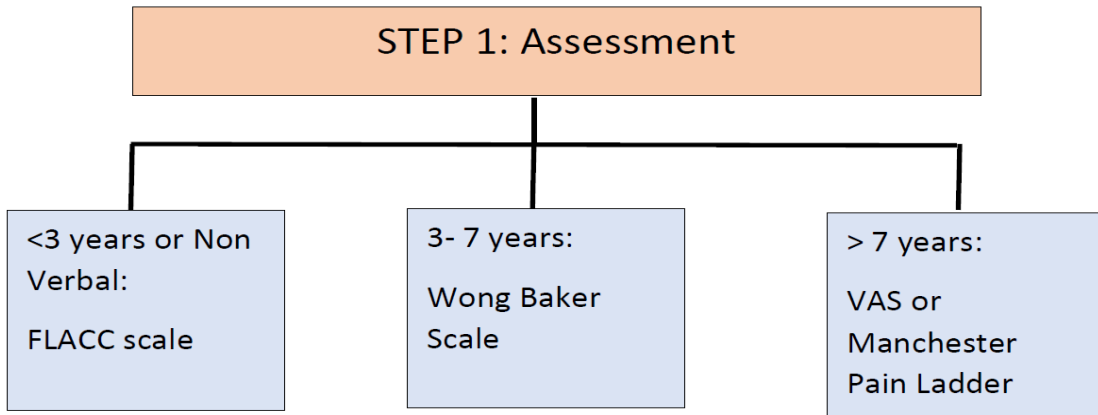 STEP 1: Assessment
<3 years or Non
Verbal:
FLACC scale
3- 7 years:
Wong Baker
Scale
> 7 years:
VAS or
Manchester
Pain Ladder